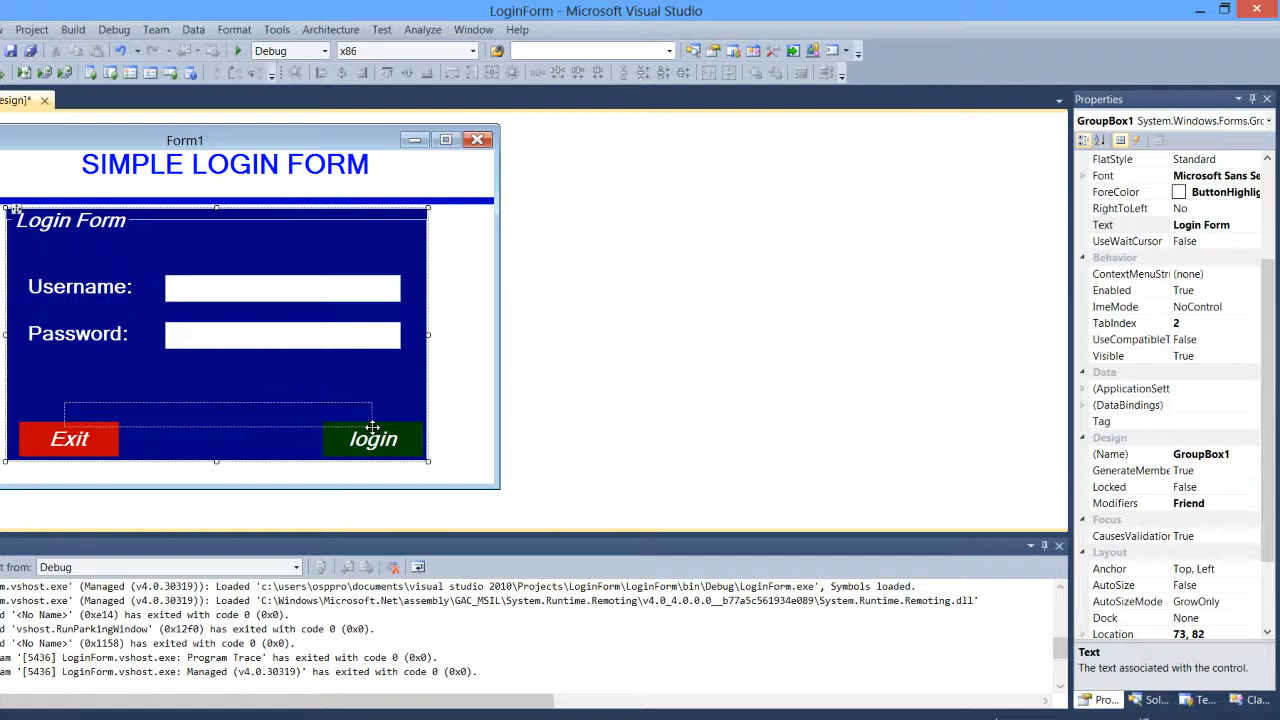 LoginForm - Microsoft Visual Studio
Project Build Debug Team Data Format Tools Architecture Test Analyze Window Help
Debug x86
esign]*
Form1
SIMPLE LOGIN FORM
Login Form
Username:
Password:
Exit login
Properties
GroupBox1 System.Windows.Forms.Gro
FlatStyle Standard
Font Microsoft Sans Se
ForeColor ButtonHighlig
RightToLeft No
Text Login Form
UseWaitCursor False
Behavior
ContextMenuStri (none)
Enabled True
ImeMode NoControl
TabIndex 2
UseCompatibleT False
Visible True
Data
(ApplicationSett
(DataBindings)
Tag
Design
(Name) GroupBox1
GenerateMembe True
Locked False
Modifiers Friend
Focus
CausesValidation True
Layout
Anchor Top, Left
AutoSize False
AutoSizeMode GrowOnly
Dock None
Location 73, 82
Text
The text associated with the control.
Pro... Sol... Te... Cla...
t from: Debug
m.vshost.exe' (Managed (v4.0.30319)): Loaded 'c:\users\osppro\documents\visual studio 2010\Projects\LoginForm\LoginForm\bin\Debug\LoginForm.exe', Symbols loaded.
m.vshost.exe' (Managed (v4.0.30319)): Loaded 'C:\Windows\Microsoft.Net\assembly\GAC_MSIL\System.Runtime.Remoting\v4.0_4.0.0.0__b77a5c561934e089\System.Runtime.Remoting.dll'
'<No Name>' (0xe14) has exited with code 0 (0x0).
d 'vshost.RunParkingWindow' (0x12f0) has exited with code 0 (0x0).
d '<No Name>' (0x1158) has exited with code 0 (0x0).
am '[5436] LoginForm.vshost.exe: Program Trace' has exited with code 0 (0x0).
am '[5436] LoginForm.vshost.exe: Managed (v4.0.30319)' has exited with code 0 (0x0).